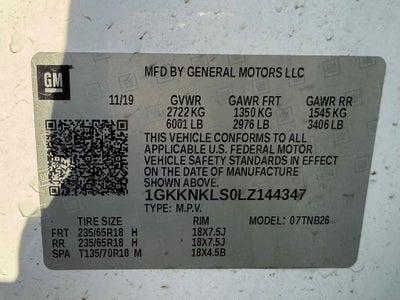 GM
MFD BY GENERAL MOTORS LLC
11/19 GVWR GAWR FRT GAWR RR
2722 KG 1350 KG 1545 KG
6001 LB 2976 LB 3406 LB
THIS VEHICLE CONFORMS TO ALL
APPLICABLE U.S. FEDERAL MOTOR
VEHICLE SAFETY STANDARDS IN EFFECT
ON THE DATE OF MANUFACTURE
SHOWN ABOVE.
1GKKNKLS0LZ144347
TYPE: M.P.V.
TIRE SIZE RIM MODEL: 07TNB26
FRT 235/65R18 H 18X7.5J
RR 235/65R18 H 18X7.5J
SPA T135/70R18 M 18X4.5B